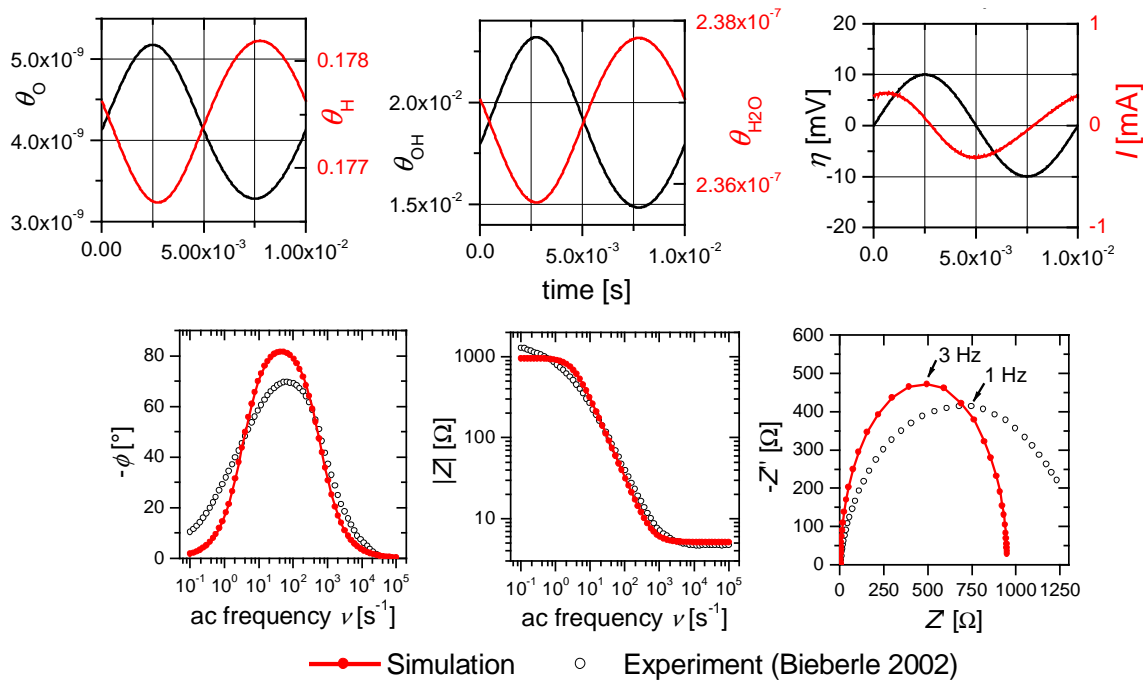 5.0x10⁻⁹
4.0x10⁻⁹
3.0x10⁻⁹
θO
0.178
0.177
θH
0.0
5.00x10⁻³
1.00x10⁻²
2.0x10⁻²
1.5x10⁻²
θOH
2.38x10⁻⁷
2.36x10⁻⁷
θH2O
0.0
5.0x10⁻³
1.0x10⁻²
time [s]
20
10
0
-10
-20
η [mV]
1
0
-1
I [mA]
0.0
5.0x10⁻³
1.0x10⁻²
80
60
40
20
0
-ϕ [°]
10⁻¹ 10⁰ 10¹ 10² 10³ 10⁴ 10⁵
ac frequency ν [s⁻¹]
1000
100
10
|Z| [Ω]
10⁻¹ 10⁰ 10¹ 10² 10³ 10⁴ 10⁵
ac frequency ν [s⁻¹]
-600
-500
400
300
200
100
0
-Z'' [Ω]
3 Hz
1 Hz
0 250 500 750 1000 1250
Z' [Ω]
Simulation
Experiment (Bieberle 2002)